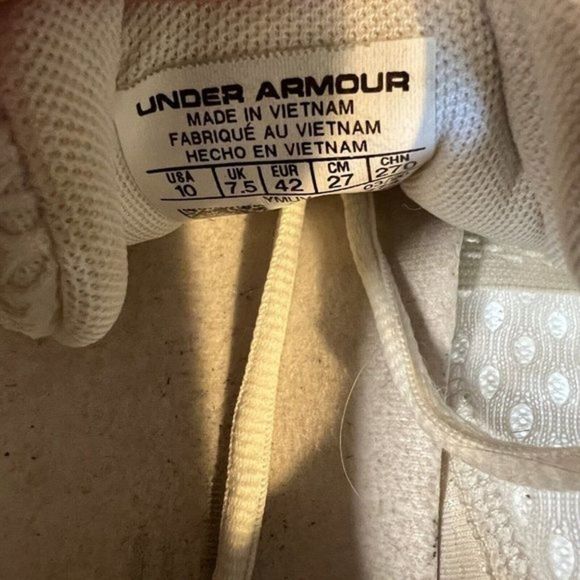 UNDER ARMOUR
MADE IN VIETNAM
FABRIQUÉ AU VIETNAM
HECHO EN VIETNAM
USA UK EUR CM CHN
10 7.5 42 27 270